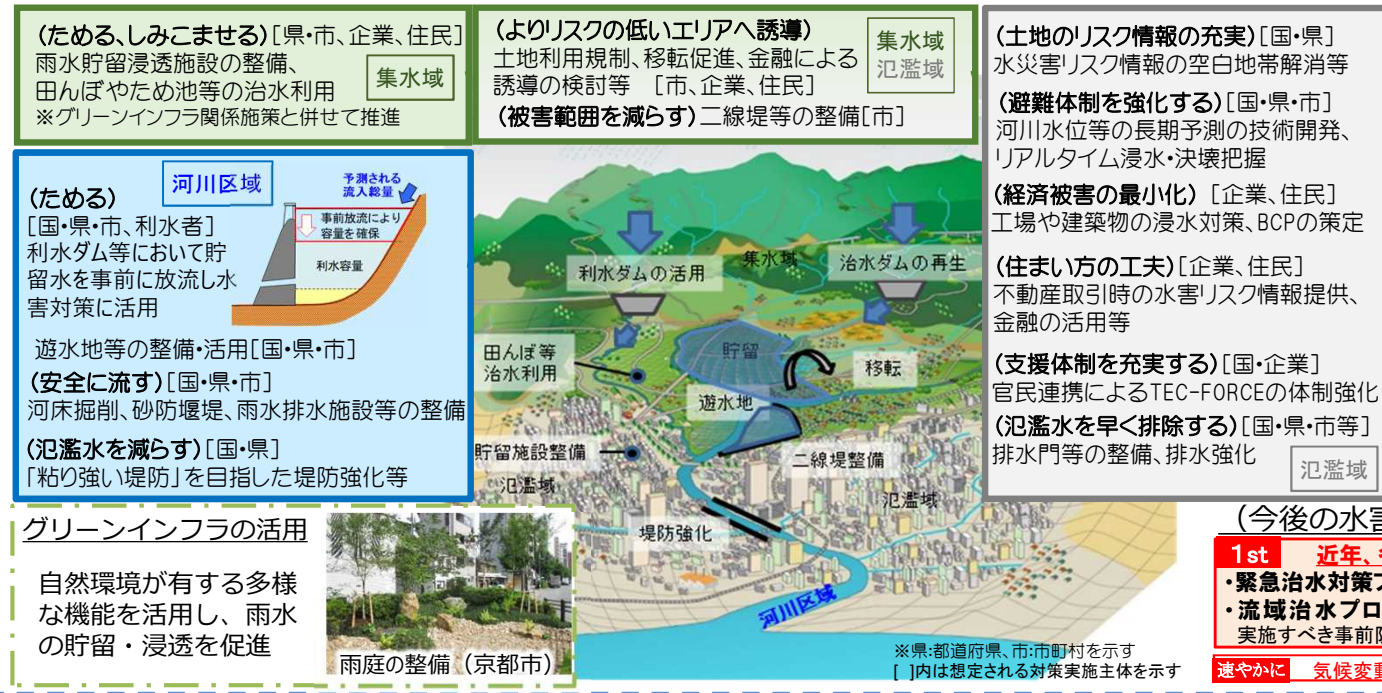 (ためる、しみこませる)[県・市、企業、住民]
雨水貯留浸透施設の整備、
田んぼやため池等の治水利用
※グリーンインフラ関係施策と併せて推進
集水域
(よりリスクの低いエリアへ誘導)
土地利用規制、移転促進、金融による
誘導の検討等 [市、企業、住民]
(被害範囲を減らす)二線堤等の整備[市]
集水域
氾濫域
(土地のリスク情報の充実)[国・県]
水災害リスク情報の空白地帯解消等
(避難体制を強化する)[国・県・市]
河川水位等の長期予測の技術開発、
リアルタイム浸水・決壊把握
(経済被害の最小化) [企業、住民]
工場や建築物の浸水対策、BCPの策定
(住まい方の工夫)[企業、住民]
不動産取引時の水害リスク情報提供、
金融の活用等
(支援体制を充実する)[国・企業]
官民連携によるTEC-FORCEの体制強化
(氾濫水を早く排除する)[国・県・市等]
排水門等の整備、排水強化
氾濫域
河川区域
(ためる)
[国・県・市、利水者]
利水ダム等において貯
留水を事前に放流し水
害対策に活用
予測される
流入総量
事前放流により
容量を確保
利水容量
遊水地等の整備・活用[国・県・市]
(安全に流す)[国・県・市]
河床掘削、砂防堰堤、雨水排水施設等の整備
(氾濫水を減らす)[国・県]
「粘り強い堤防」を目指した堤防強化等
利水ダムの活用
集水域
治水ダムの再生
田んぼ等
治水利用
貯留
移転
遊水地
貯留施設整備
二線堤整備
氾濫域
氾濫域
堤防強化
河川区域
グリーンインフラの活用
自然環境が有する多様
な機能を活用し、雨水
の貯留・浸透を促進
雨庭の整備(京都市)
※県:都道府県、市:市町村を示す
[ ]内は想定される対策実施主体を示す
(今後の水害
1st 近年、
・緊急治水対策プ
・流域治水プロ
実施すべき事前防
速やかに 気候変動